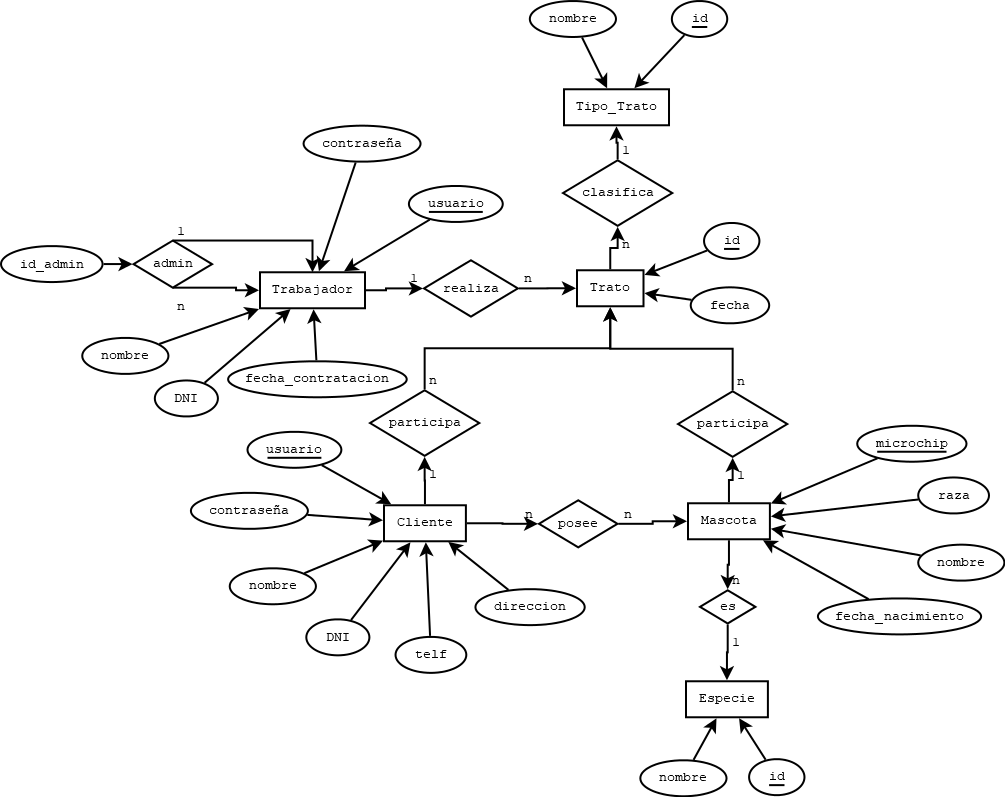 nombre
id
Tipo_Trato
1
clasifica
n
contraseña
usuario
id
1
admin
id_admin
Trabajador
1
realiza
n
Trato
fecha
n
nombre
DNI
fecha_contratacion
n
participa
1
n
participa
1
usuario
contraseña
Cliente
n
posee
n
Mascota
microchip
raza
nombre
fecha_nacimiento
nombre
DNI
telf
direccion
n
es
1
Especie
nombre
id